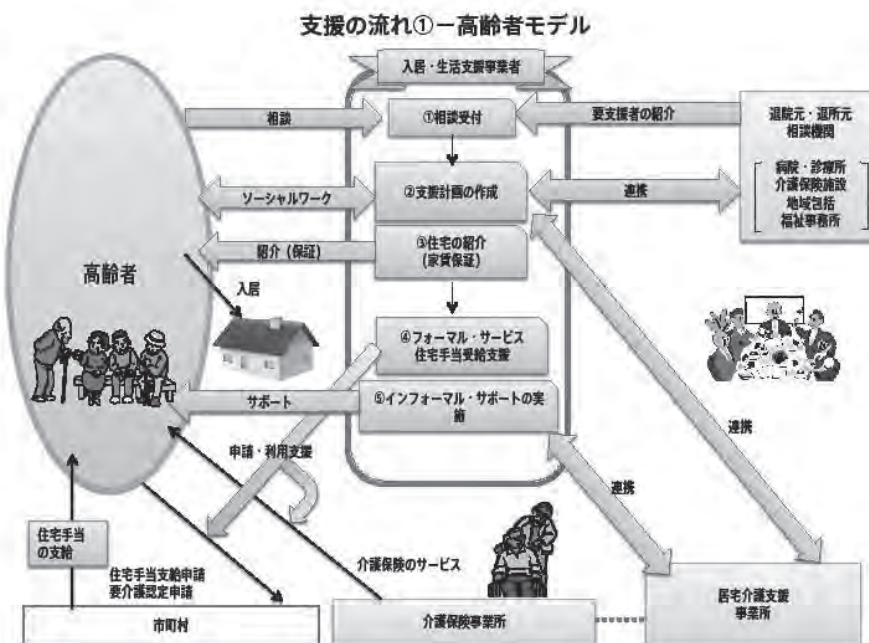 支援の流れ①－高齢者モデル
入居・生活支援事業者
相談
①相談受付
要支援者の紹介
退院元・退所元
相談機関
病院・診療所
介護保険施設
地域包括
福祉事務所
ソーシャルワーク
②支援計画の作成
連携
紹介（保証）
③住宅の紹介
(家賃保証)
高齢者
入居
④フォーマル・サービス
住宅手当受給支援
サポート
⑤インフォーマル・サポートの実
施
申請・利用支援
連携
連携
住宅手当
の支給
住宅手当支給申請
要介護認定申請
介護保険のサービス
市町村
介護保険事業所
居宅介護支援
事業所